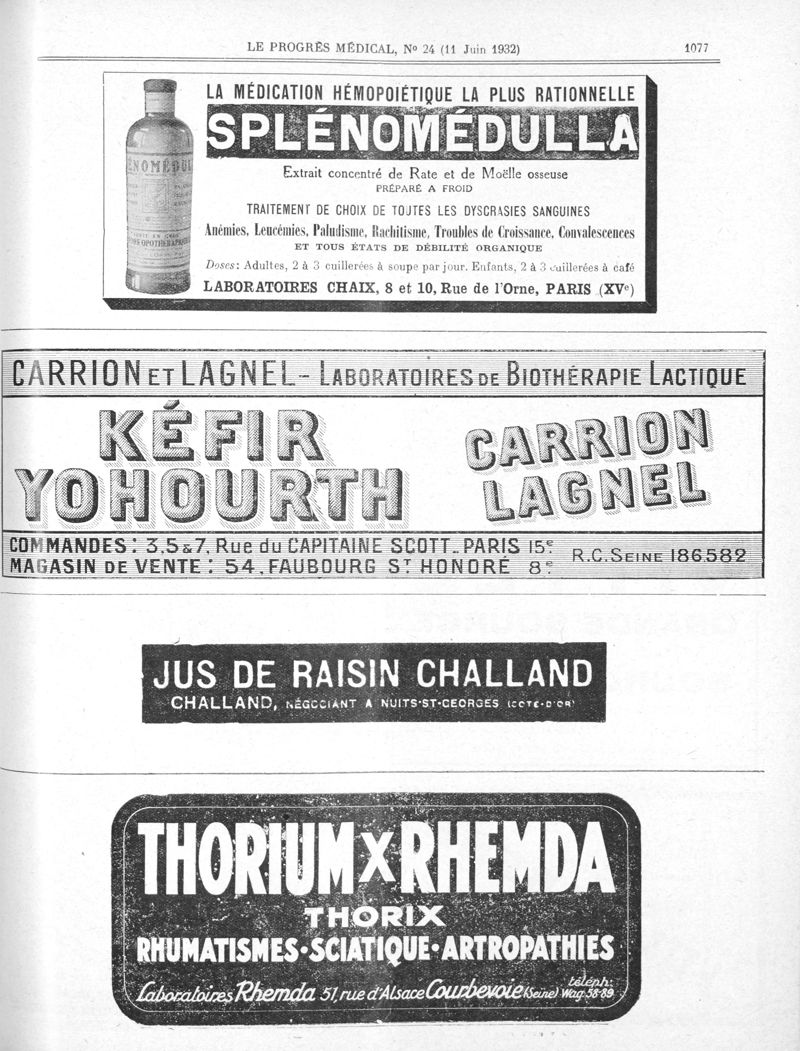 LE PROGRÈS MÉDICAL, No 24 (11 Juin 1932) 1077
LA MÉDICATION HÉMOPOIÉTIQUE LA PLUS RATIONNELLE
SPLÉNOMÉDULLA
Extrait concentré de Rate et de Moëlle osseuse
PRÉPARÉ A FROID
TRAITEMENT DE CHOIX DE TOUTES LES DYSCRASIES SANGUINES
Anémies, Leucémies, Paludisme, Rachitisme, Troubles de Croissance, Convalescences
ET TOUS ÉTATS DE DÉBILITÉ ORGANIQUE
Doses: Adultes, 2 à 3 cuillerées à soupe par jour. Enfants, 2 à 3 cuillerées à café
LABORATOIRES CHAIX, 8 et 10, Rue de l'Orne, PARIS (XVe)
ÉNOMÉDUL
CARRION ET LAGNEL - LABORATOIRES DE BIOTHÉRAPIE LACTIQUE
KÉFIR
YOHOURTH
CARRION
LAGNEL
COMMANDES: 3,5 & 7, Rue du CAPITAINE SCOTT_PARIS 15e
MAGASIN DE VENTE: 54, FAUBOURG ST HONORÉ 8e
R.C. SEINE 186.582
JUS DE RAISIN CHALLAND
CHALLAND, NÉGOCIANT A NUITS-ST-GEORGES (COTE-D'OR)
THORIUM X RHEMDA
THORIX
RHUMATISMES·SCIATIQUE·ARTROPATHIES
Laboratoires Rhemda 51, rue d'Alsace Courbevoie (Seine) téléph: Wag. 58-89